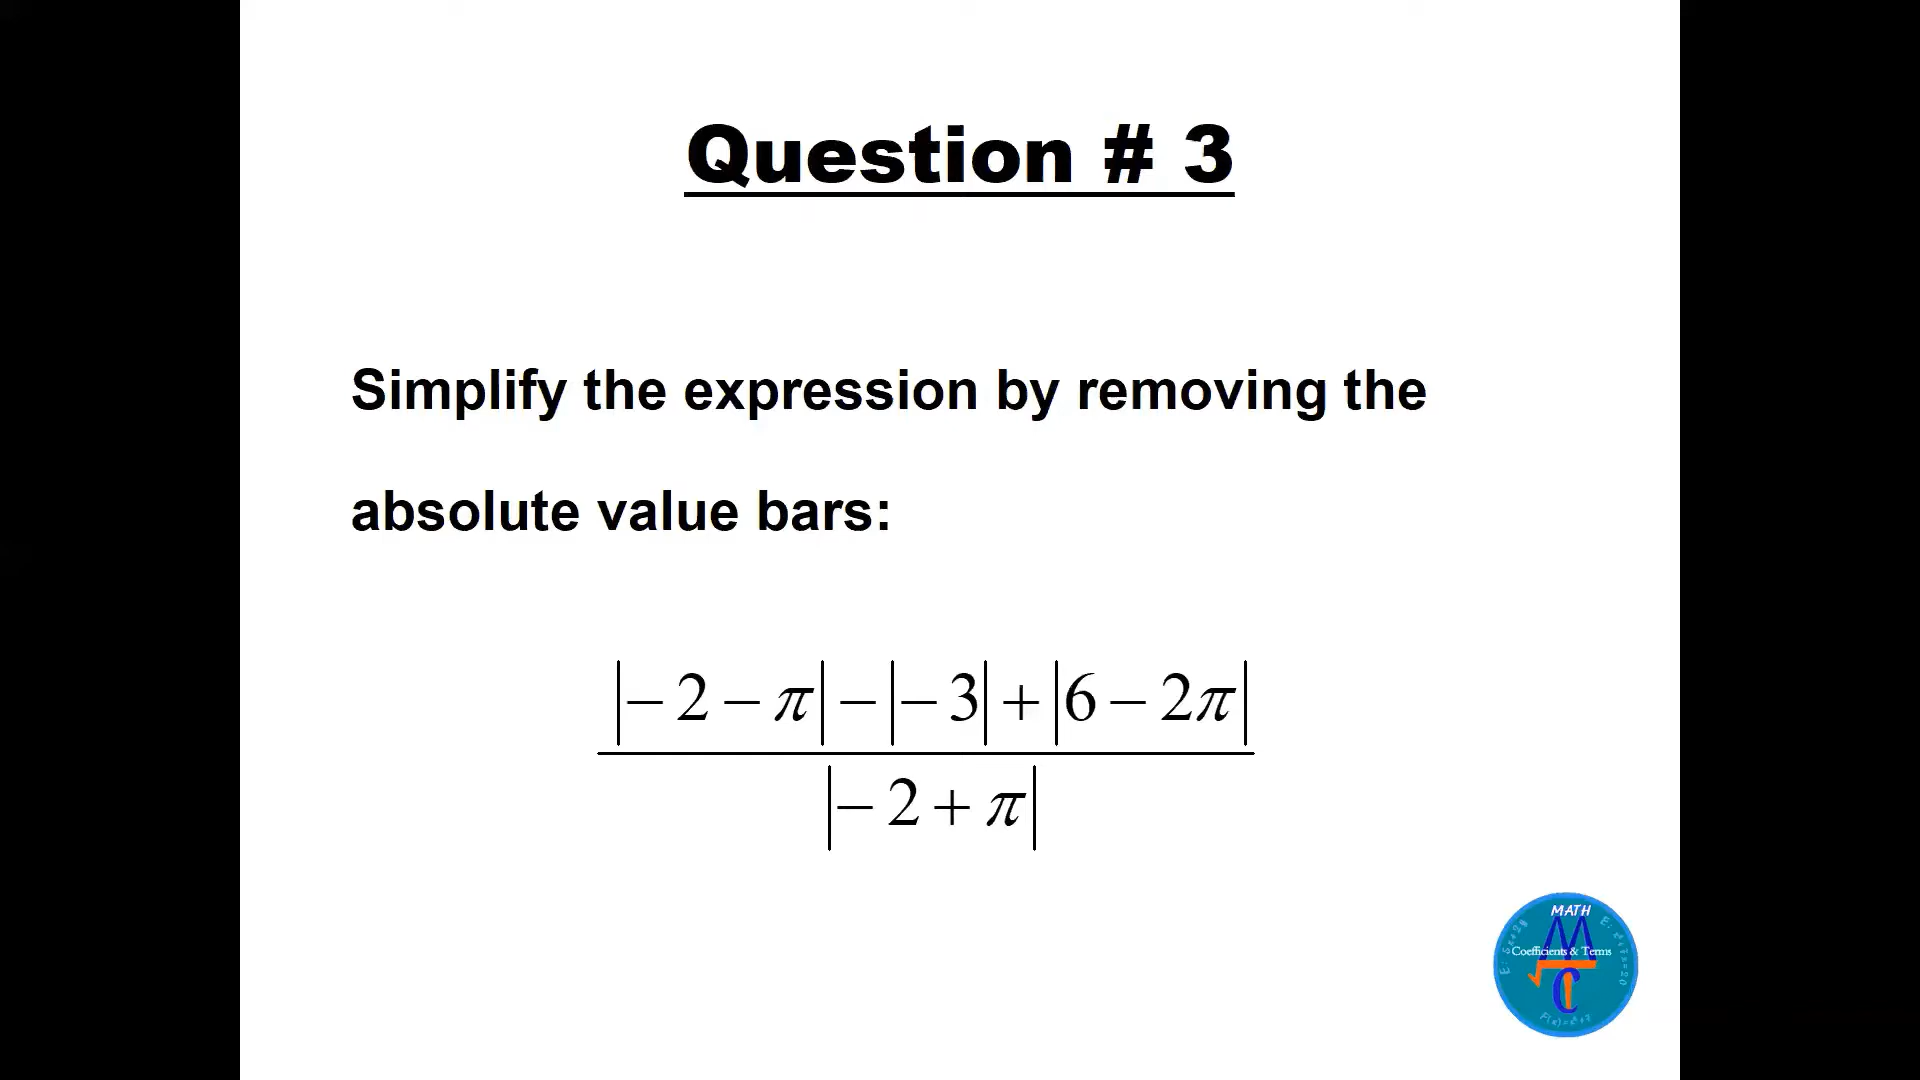 Question # 3
Simplify the expression by removing the
absolute value bars:
|−2−π|−|−3|+|6−2π|
|−2+π|
MATH
Coefficients & Terms